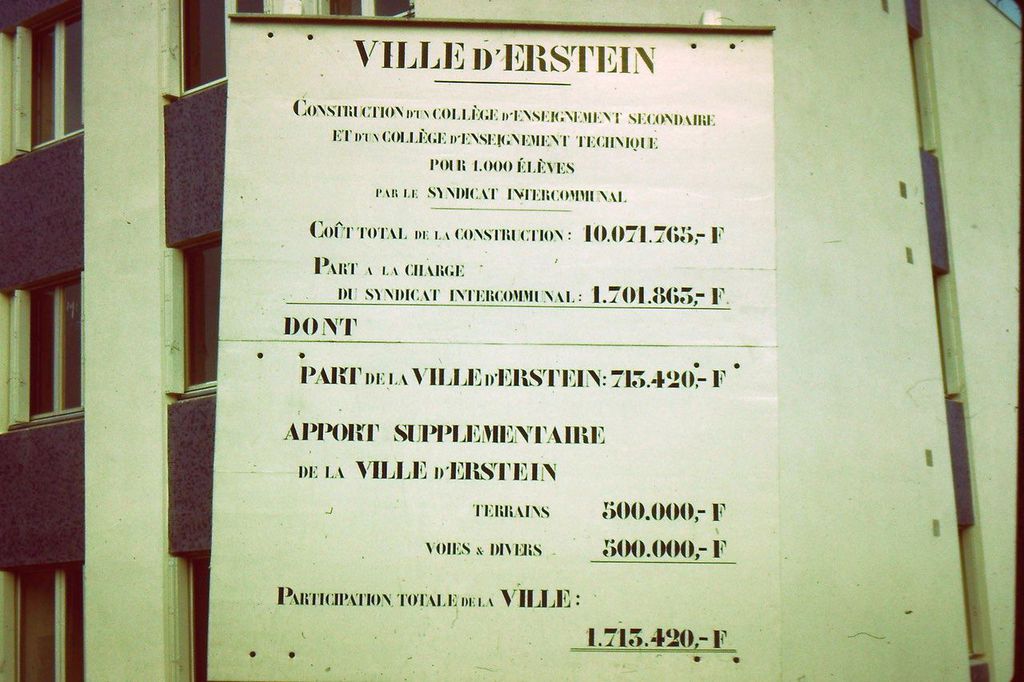 VILLE D'ERSTEIN
CONSTRUCTION D'UN COLLÈGE D'ENSEIGNEMENT SECONDAIRE
ET D'UN COLLÈGE D'ENSEIGNEMENT TECHNIQUE
POUR 1.000 ÉLÈVES
PAR LE SYNDICAT INTERCOMMUNAL
COÛT TOTAL DE LA CONSTRUCTION : 10.071.765,- F
PART A LA CHARGE
DU SYNDICAT INTERCOMMUNAL : 1.701.865,- F
DONT
PART DE LA VILLE D'ERSTEIN: 715.420,- F
APPORT SUPPLEMENTAIRE
DE LA VILLE D'ERSTEIN
TERRAINS 500.000,- F
VOIES & DIVERS 500.000,- F
PARTICIPATION TOTALE DE LA VILLE :
1.715.420,- F